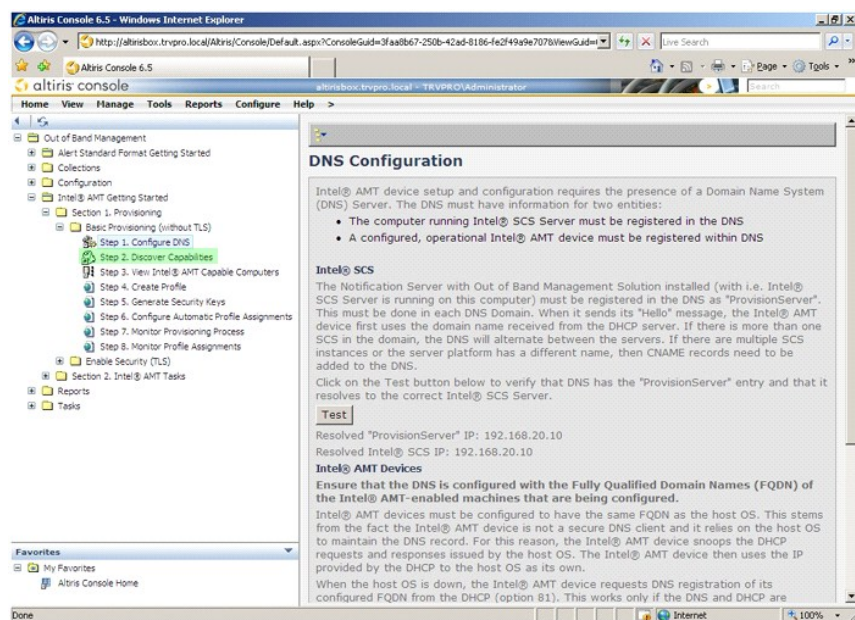 Altiris Console 6.5 - Windows Internet Explorer
http://altirisbox.trvpro.local/Altiris/Console/Default.aspx?ConsoleGuid=3faa8b67-250b-42ad-8186-fe2f49a9e707&ViewGuid=
Live Search
Altiris Console 6.5
Page
Tools
altiris console
altirisbox.trvpro.local - TRVPRO\Administrator
Search
Home View Manage Tools Reports Configure Help >
Out of Band Management
Alert Standard Format Getting Started
Collections
Configuration
Intel® AMT Getting Started
Section 1. Provisioning
Basic Provisioning (without TLS)
Step 1. Configure DNS
Step 2. Discover Capabilities
Step 3. View Intel® AMT Capable Computers
Step 4. Create Profile
Step 5. Generate Security Keys
Step 6. Configure Automatic Profile Assignments
Step 7. Monitor Provisioning Process
Step 8. Monitor Profile Assignments
Enable Security (TLS)
Section 2. Intel® AMT Tasks
Reports
Tasks
Favorites
My Favorites
Altiris Console Home
DNS Configuration
Intel® AMT device setup and configuration requires the presence of a Domain Name System
(DNS) Server. The DNS must have information for two entities:
• The computer running Intel® SCS Server must be registered in the DNS
• A configured, operational Intel® AMT device must be registered within DNS
Intel® SCS
The Notification Server with Out of Band Management Solution installed (with i.e. Intel®
SCS Server is running on this computer) must be registered in the DNS as "ProvisionServer".
This must be done in each DNS Domain. When it sends its "Hello" message, the Intel® AMT
device first uses the domain name received from the DHCP server. If there is more than one
SCS in the domain, the DNS will alternate between the servers. If there are multiple SCS
instances or the server platform has a different name, then CNAME records need to be
added to the DNS.
Click on the Test button below to verify that DNS has the "ProvisionServer" entry and that it
resolves to the correct Intel® SCS Server.
Test
Resolved "ProvisionServer" IP: 192.168.20.10
Resolved Intel® SCS IP: 192.168.20.10
Intel® AMT Devices
Ensure that the DNS is configured with the Fully Qualified Domain Names (FQDN) of
the Intel® AMT-enabled machines that are being configured.
Intel® AMT devices must be configured to have the same FQDN as the host OS. This stems
from the fact the Intel® AMT device is not a secure DNS client and it relies on the host OS
to maintain the DNS record. For this reason, the Intel® AMT device snoops the DHCP
requests and responses issued by the host OS. The Intel® AMT device then uses the IP
provided by the DHCP to the host OS as its own.
When the host OS is down, the Intel® AMT device requests DNS registration of its
configured FQDN from the DHCP (option 81). This works only if the DNS and DHCP are
Done
Internet
100%